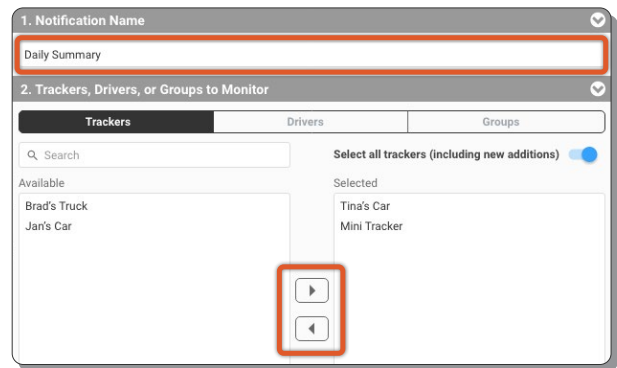 1. Notification Name
Daily Summary
2. Trackers, Drivers, or Groups to Monitor
Trackers Drivers Groups
Search Select all trackers (including new additions)
Available Selected
Brad's Truck Tina's Car
Jan's Car Mini Tracker